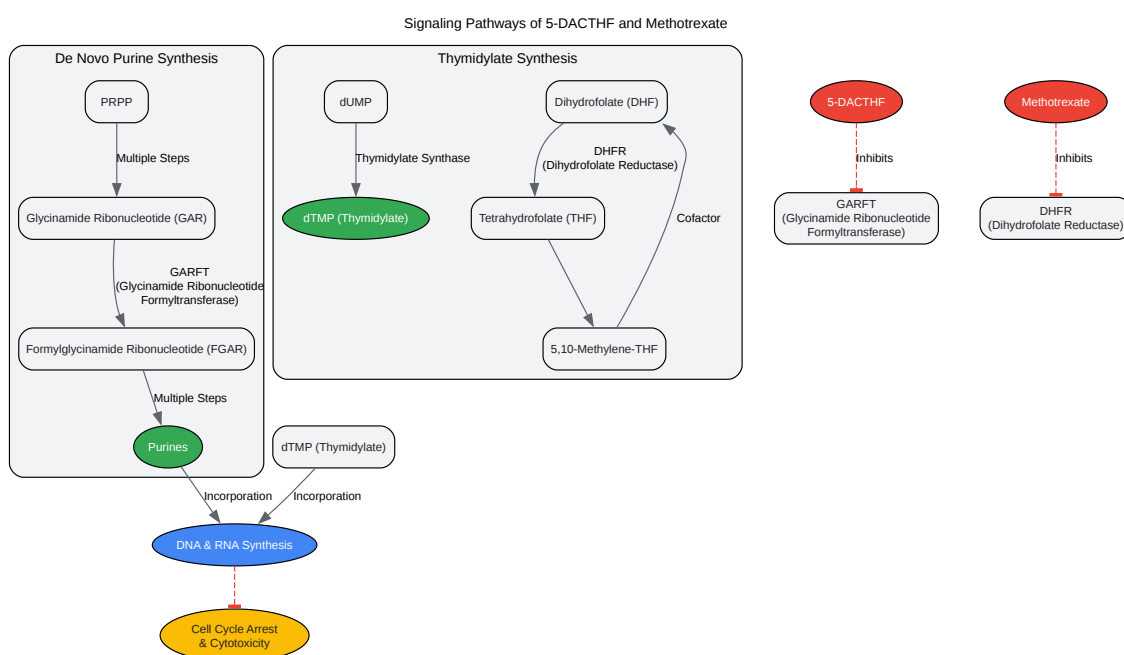 Signaling Pathways of 5-DACTHF and Methotrexate
De Novo Purine Synthesis
PRPP
Multiple Steps
Glycinamide Ribonucleotide (GAR)
GARFT
(Glycinamide Ribonucleotide
Formyltransferase)
Formylglycinamide Ribonucleotide (FGAR)
Multiple Steps
Purines
Thymidylate Synthesis
dUMP
Thymidylate Synthase
dTMP (Thymidylate)
Dihydrofolate (DHF)
DHFR
(Dihydrofolate Reductase)
Tetrahydrofolate (THF)
Cofactor
5,10-Methylene-THF
5-DACTHF
Inhibits
GARFT
(Glycinamide Ribonucleotide
Formyltransferase)
Methotrexate
Inhibits
DHFR
(Dihydrofolate Reductase)
dTMP (Thymidylate)
Incorporation
Incorporation
DNA & RNA Synthesis
Cell Cycle Arrest
& Cytotoxicity